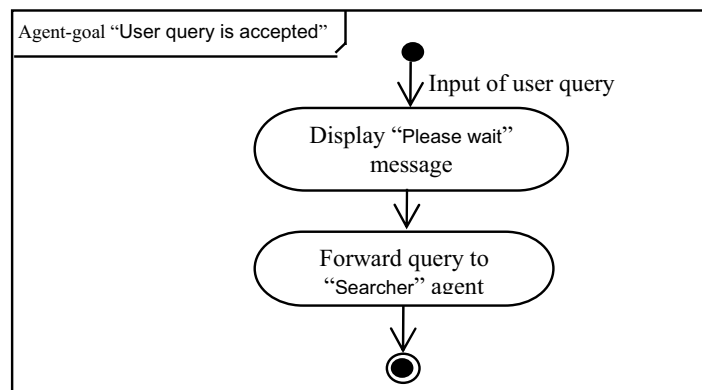 Agent-goal “User query is accepted”
Input of user query
Display “Please wait”
message
Forward query to
“Searcher” agent